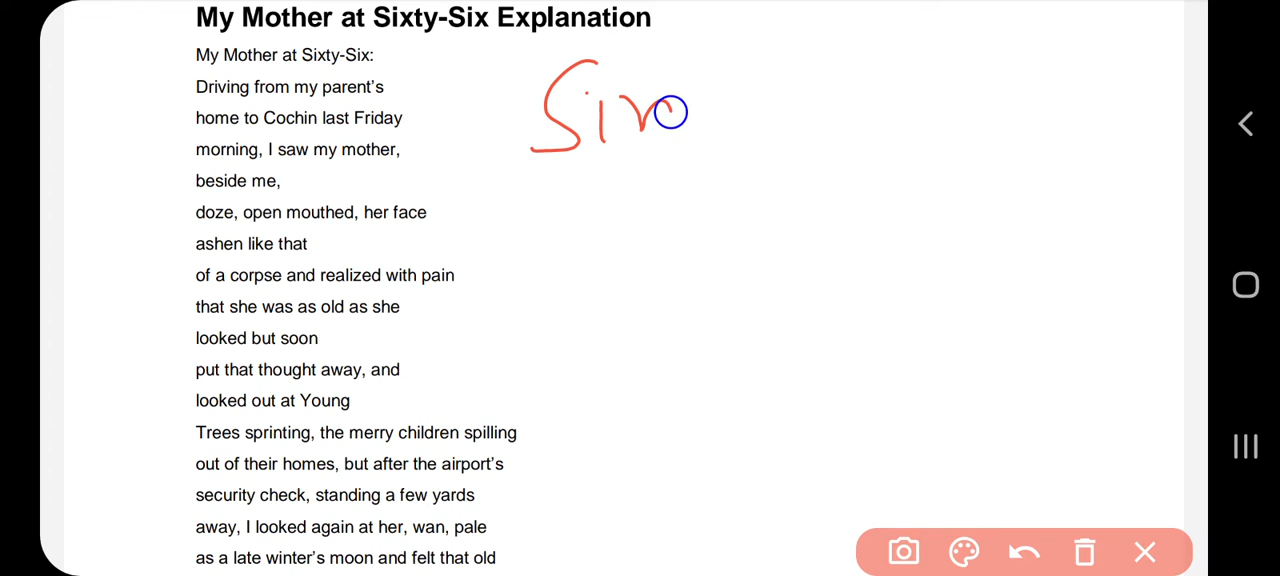 My Mother at Sixty-Six Explanation
My Mother at Sixty-Six:
Driving from my parent's
home to Cochin last Friday
morning, I saw my mother,
beside me,
doze, open mouthed, her face
ashen like that
of a corpse and realized with pain
that she was as old as she
looked but soon
put that thought away, and
looked out at Young
Trees sprinting, the merry children spilling
out of their homes, but after the airport's
security check, standing a few yards
away, I looked again at her, wan, pale
as a late winter's moon and felt that old